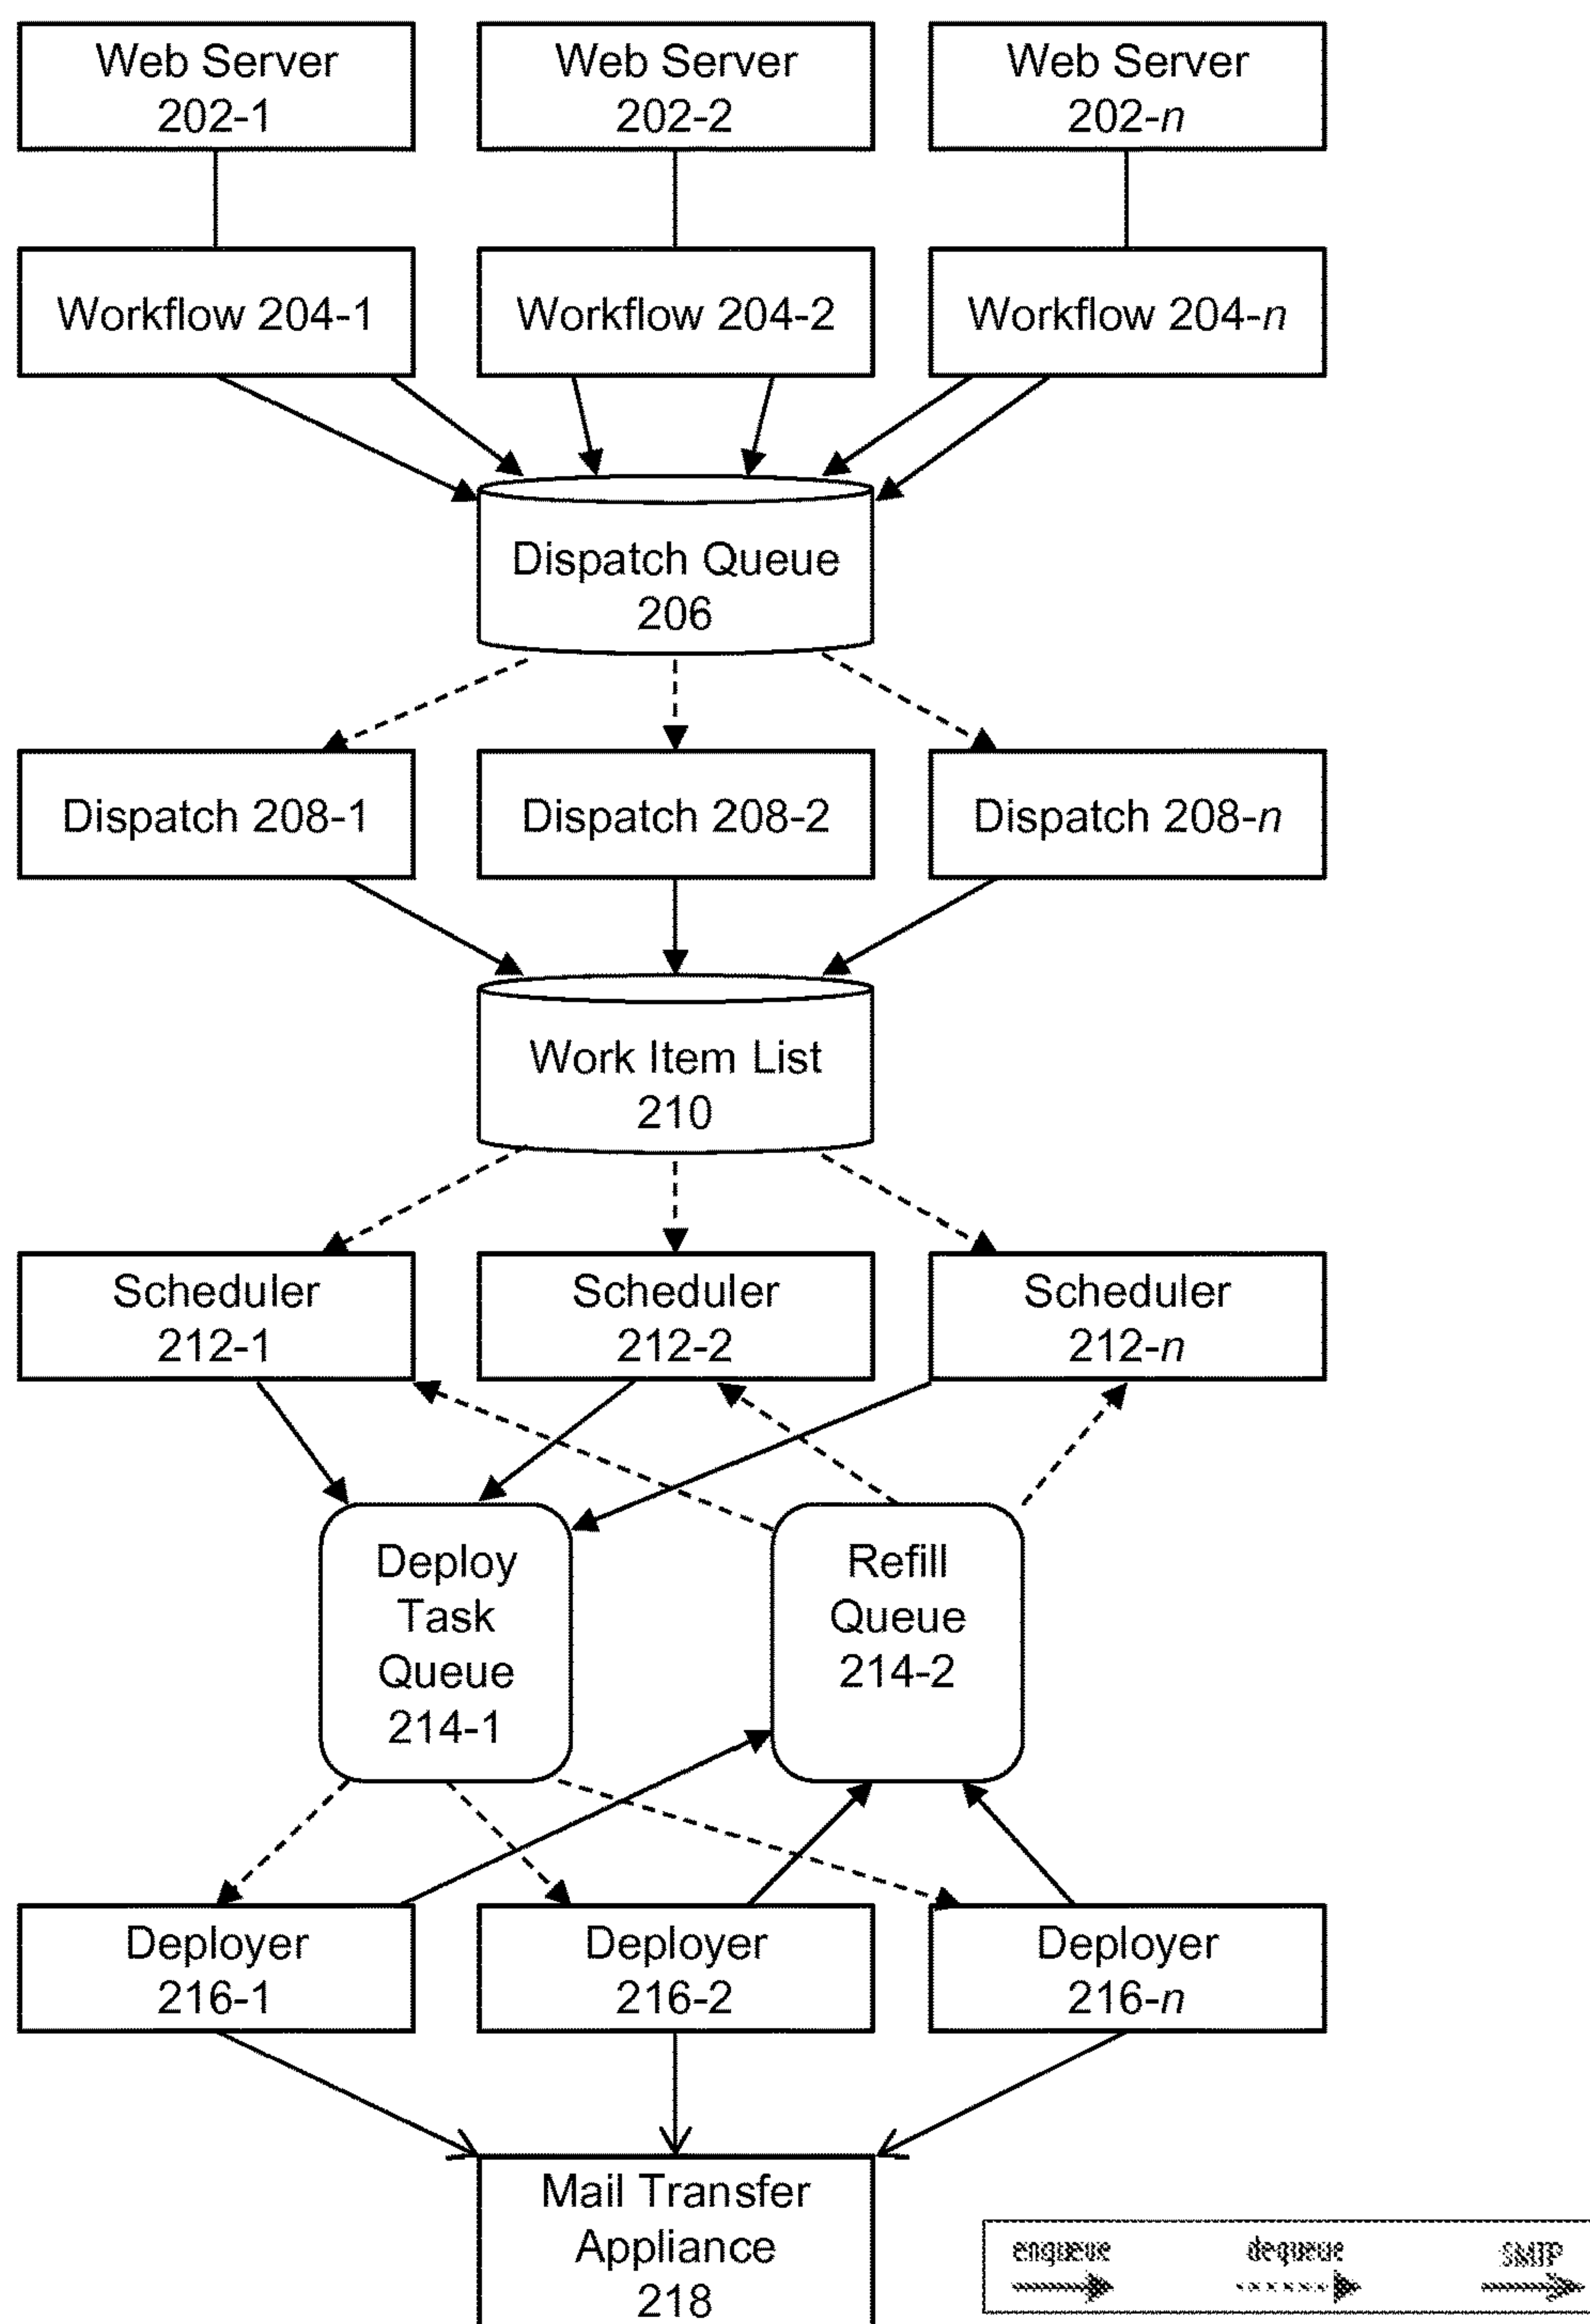 Web Server
202-1
Web Server
202-2
Web Server
202-n
Workflow 204-1
Workflow 204-2
Workflow 204-n
Dispatch Queue
206
Dispatch 208-1
Dispatch 208-2
Dispatch 208-n
Work Item List
210
Scheduler
212-1
Scheduler
212-2
Scheduler
212-n
Deploy
Task
Queue
214-1
Refill
Queue
214-2
Deployer
216-1
Deployer
216-2
Deployer
216-n
Mail Transfer
Appliance
218
enqueue
dequeue
SMTP